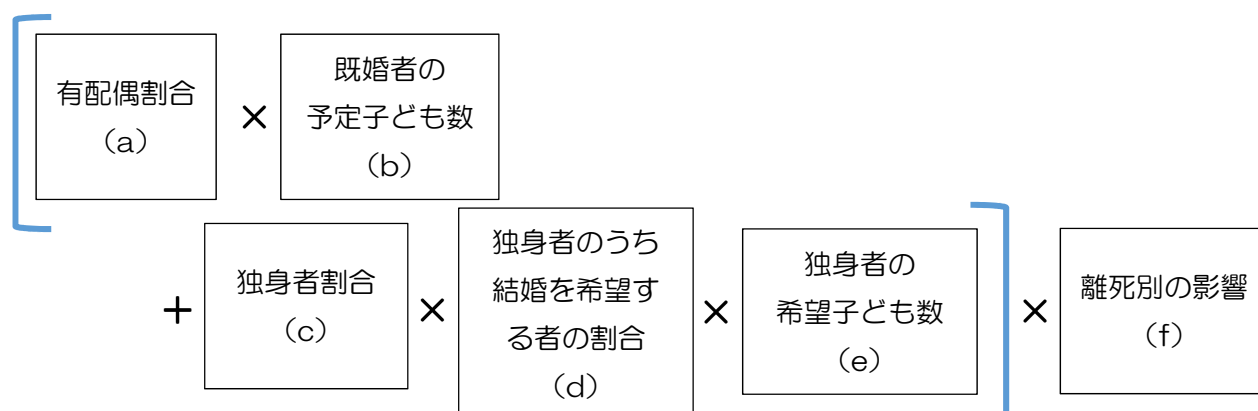 有配偶割合
(a)
×
既婚者の
予定子ども数
(b)
+
独身者割合
(c)
×
独身者のうち
結婚を希望す
る者の割合
(d)
×
独身者の
希望子ども数
(e)
×
離死別の影響
(f)